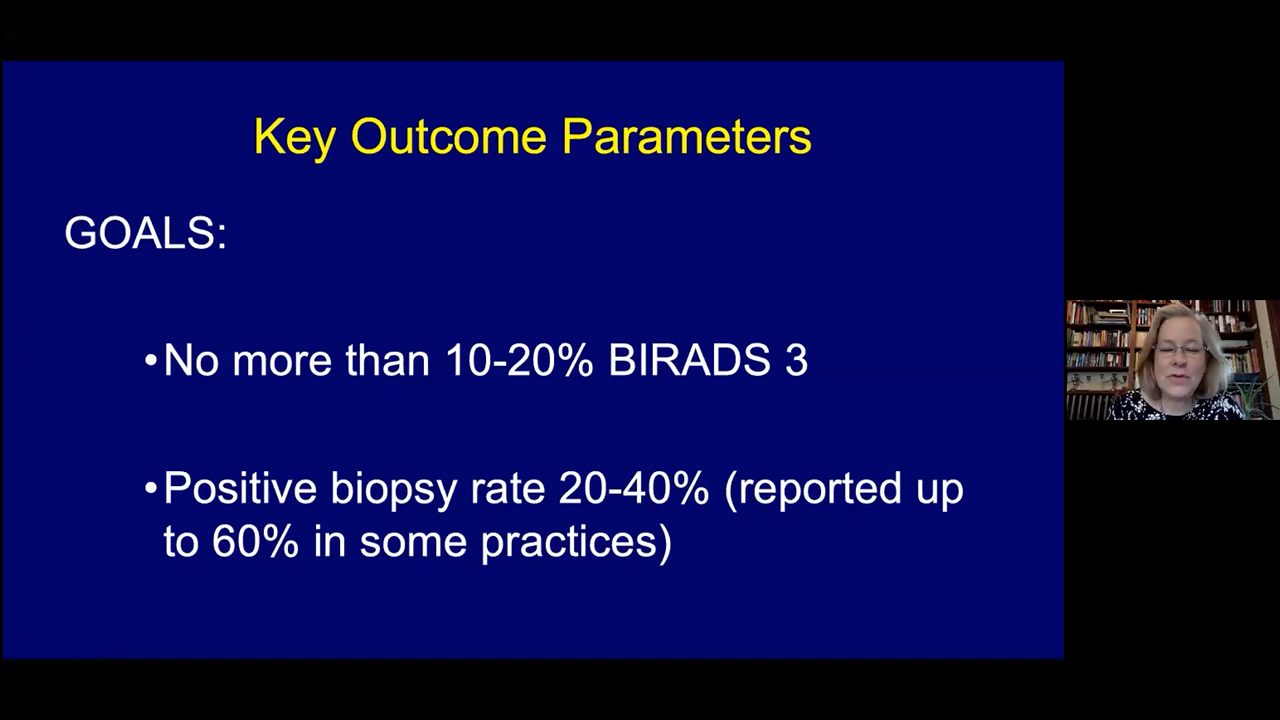 Key Outcome Parameters
GOALS:
•No more than 10-20% BIRADS 3
•Positive biopsy rate 20-40% (reported up
to 60% in some practices)